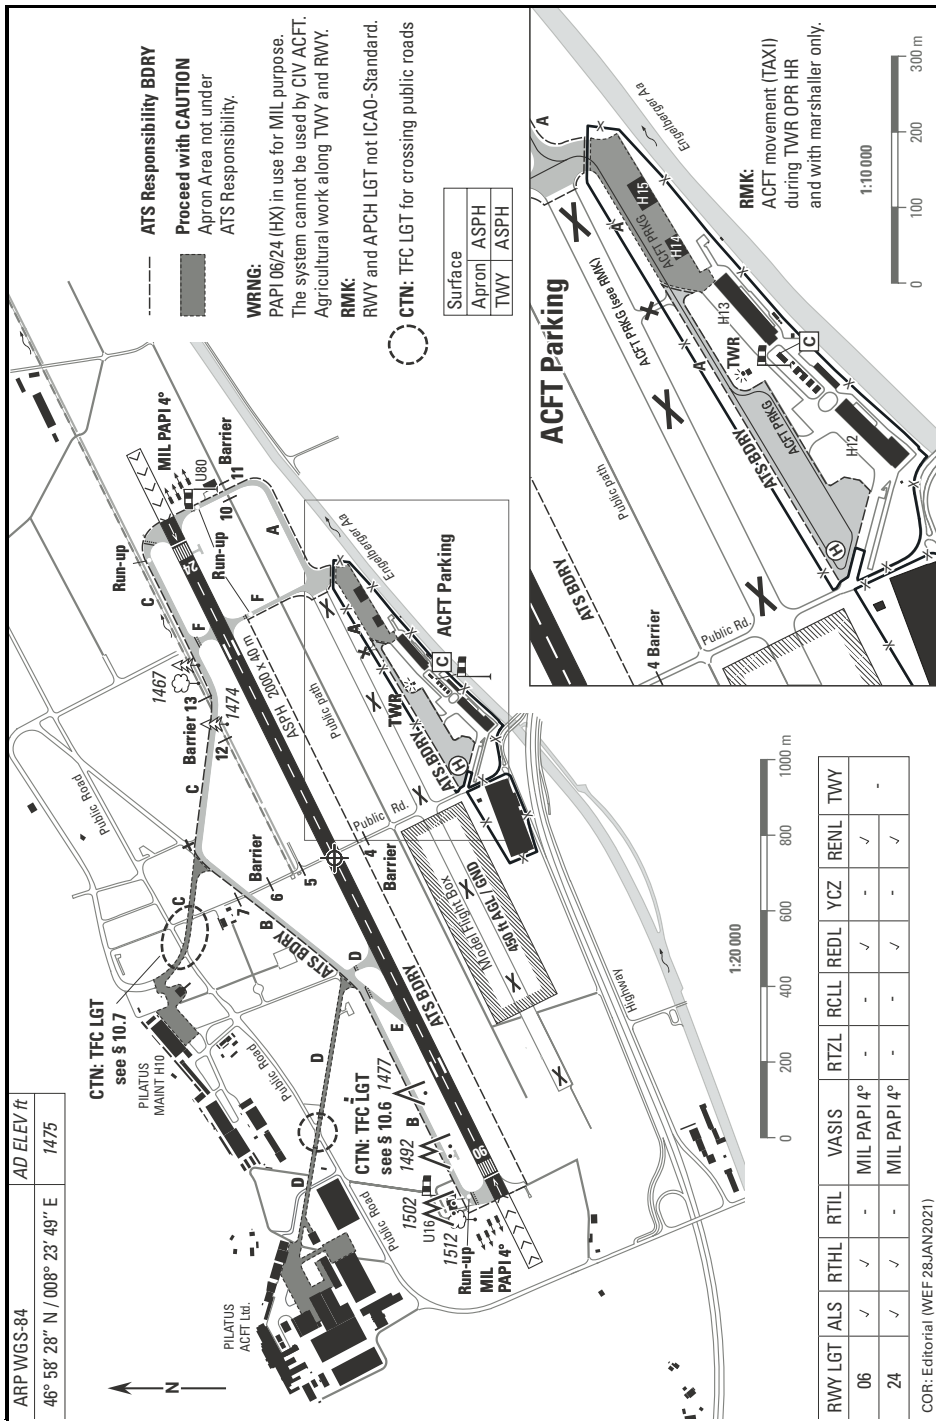 ARP WGS-84 AD ELEV ft
46° 58' 28" N / 008° 23' 49" E 1475
N
PILATUS
ACFT Ltd.
PILATUS
MAINT H10
CTN: TFC LGT
see § 10.7
CTN: TFC LGT
see § 10.6
Public Road
Public Road
Public Road
Public Road
1512
1502
1492
1477
U16
Run-up
MIL
PAPI 4°
06
B
D
D
D
E
B
C
C
C
ATS BDRY
ATS BDRY
7
6
Barrier
5
4
Barrier
12
Barrier 13
1474
1467
F
F
Run-up
Run-up
24
MIL PAPI 4°
U80
10
Barrier
11
A
A
ASPH 2000 x 40 m
Public path
Public Rd.
Model Flight Box
450 ft AGL / GND
ATS BDRY
H
TWR
C
ACFT Parking
Engelberger Aa
Highway
ATS Responsibility BDRY
Proceed with CAUTION
Apron Area not under
ATS Responsibility.
WRNG:
PAPI 06/24 (HX) in use for MIL purpose.
The system cannot be used by CIV ACFT.
Agricultural work along TWY and RWY.
RMK:
RWY and APCH LGT not ICAO-Standard.
CTN: TFC LGT for crossing public roads
Surface
Apron ASPH
TWY ASPH
ACFT Parking
Engelberger Aa
A
A
A
H15
H14
ACFT PRKG
H13
TWR
C
ACFT PRKG
H12
H
ACFT PRKG (see RMK)
Public path
ATS BDRY
ATS BDRY
4 Barrier
Public Rd.
RMK:
ACFT movement (TAXI)
during TWR OPR HR
and with marshaller only.
1:10 000
0 100 200 300 m
1:20 000
0 200 400 600 800 1000 m
RWY LGT ALS RTHL RTIL VASIS RTZL RCLL REDL YCZ RENL TWY
06 √ √ - MIL PAPI 4° - - √ - √ -
24 √ √ - MIL PAPI 4° - - √ - √
COR: Editorial (WEF 28JAN2021)